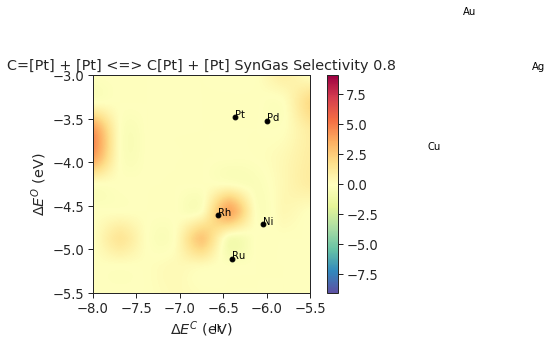 Au
Ag
C=[Pt] + [Pt] <=> C[Pt] + [Pt] SynGas Selectivity 0.8
Cu
−3.0
−3.5
−4.0
−4.5
−5.0
−5.5
ΔE^O (eV)
Pt
Pd
Rh
Ni
Ru
−8.0
−7.5
−7.0
−6.5
−6.0
−5.5
ΔE^C (eV)
Ir
7.5
5.0
2.5
0.0
−2.5
−5.0
−7.5